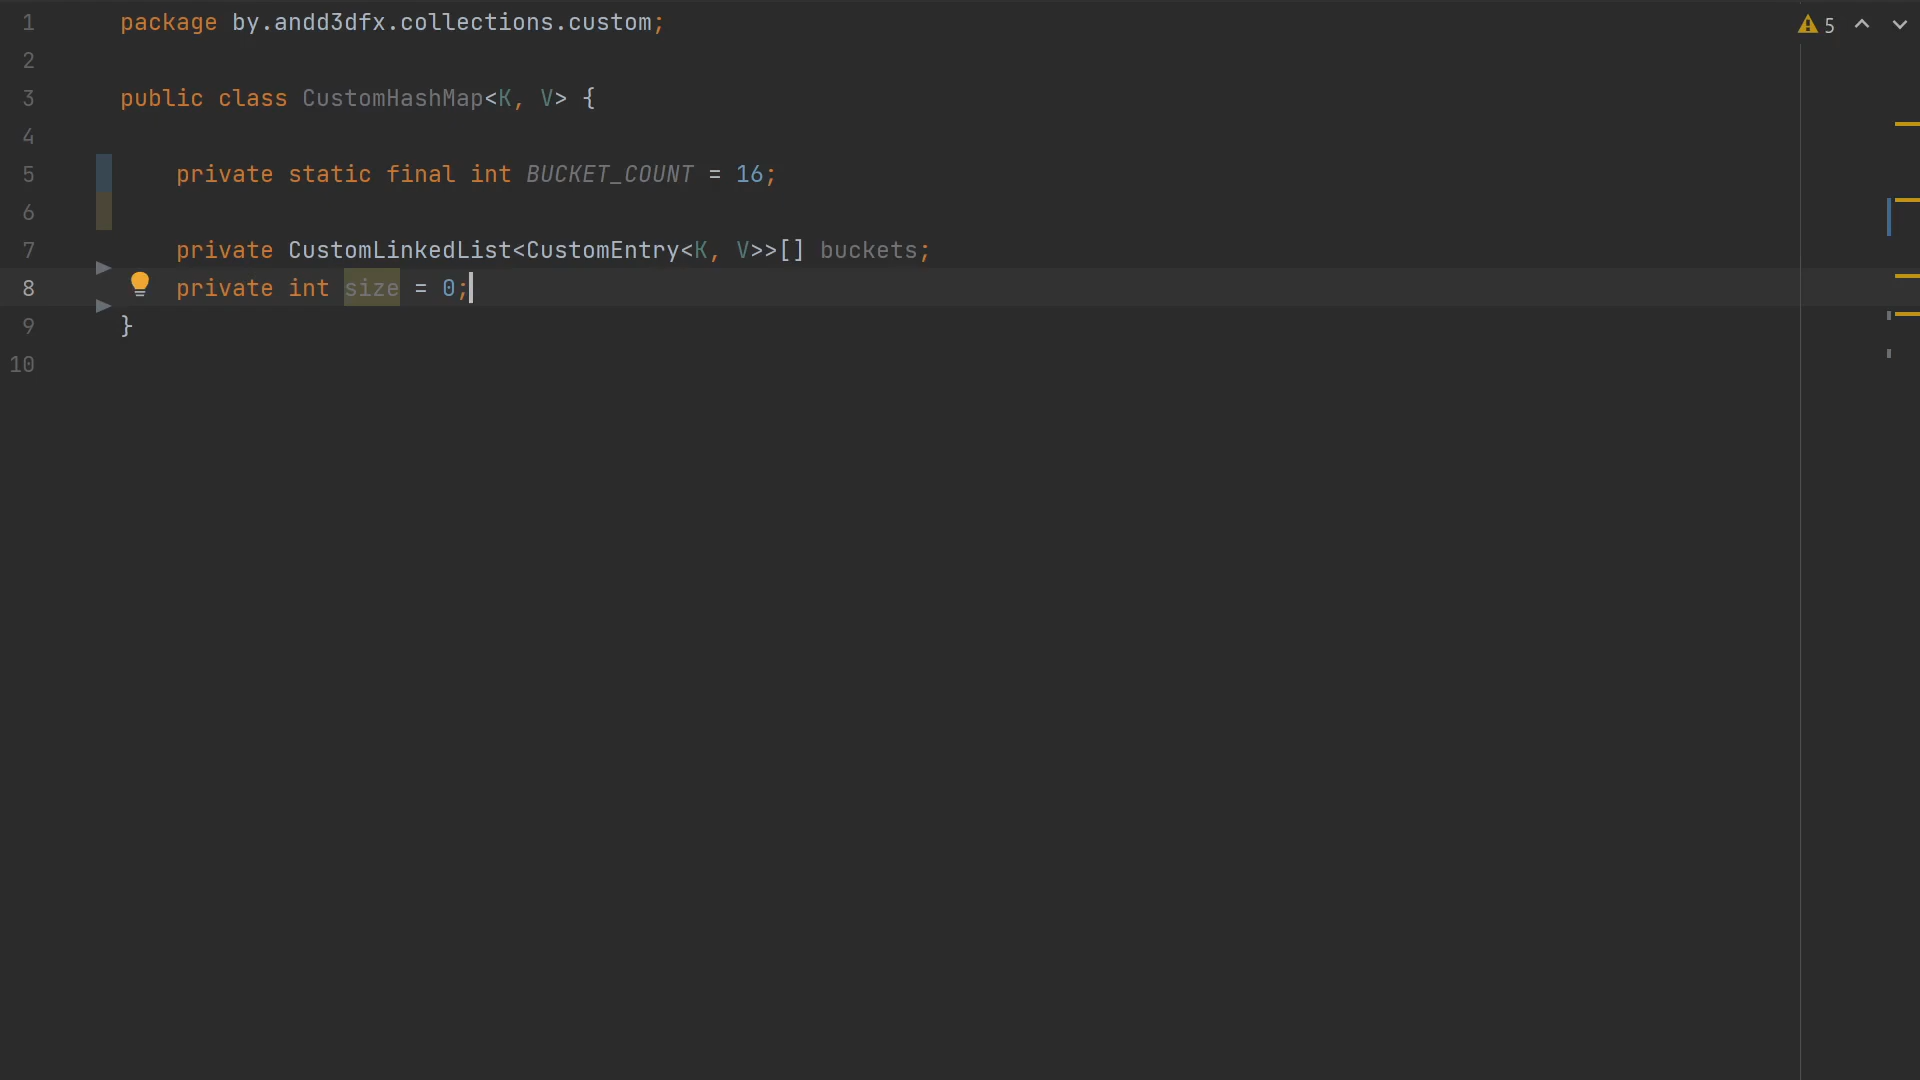 1 package by.andd3dfx.collections.custom; 5
2
3 public class CustomHashMap<K, V> {
4
5 private static final int BUCKET_COUNT = 16;
6
7 private CustomLinkedList<CustomEntry<K, V>>[] buckets;
8 private int size = 0;
9 }
10